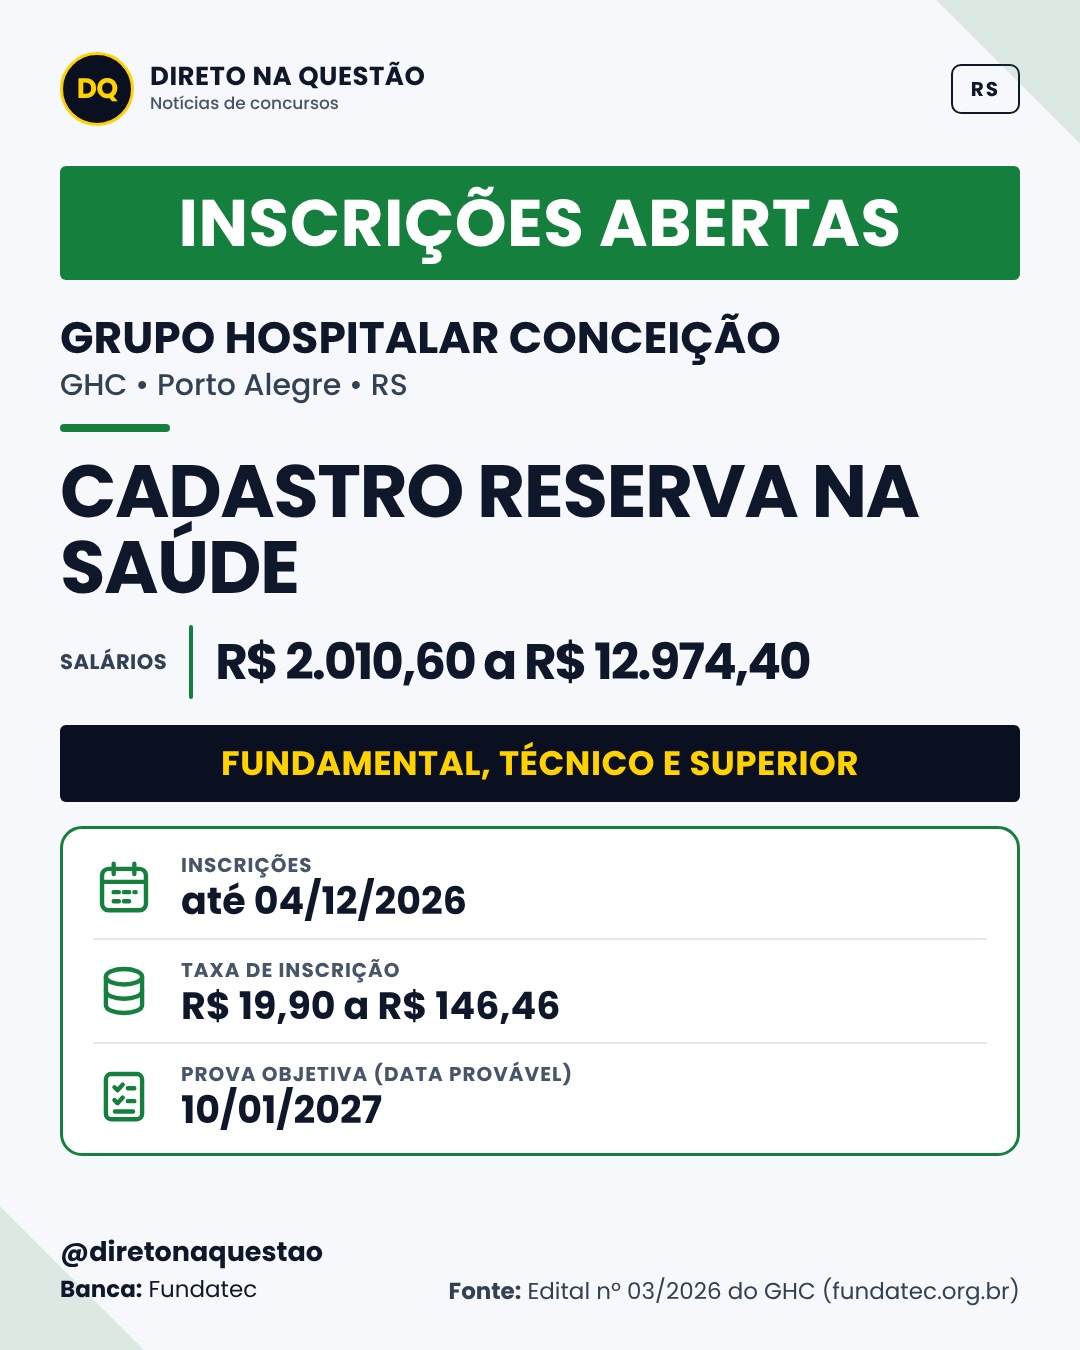 DQ
DIRETO NA QUESTÃO
Notícias de concursos
RS
INSCRIÇÕES ABERTAS
GRUPO HOSPITALAR CONCEIÇÃO
GHC • Porto Alegre • RS
CADASTRO RESERVA NA
SAÚDE
SALÁRIOS
R$ 2.010,60 a R$ 12.974,40
FUNDAMENTAL, TÉCNICO E SUPERIOR
INSCRIÇÕES
até 04/12/2026
TAXA DE INSCRIÇÃO
R$ 19,90 a R$ 146,46
PROVA OBJETIVA (DATA PROVÁVEL)
10/01/2027
@diretonaquestao
Banca: Fundatec
Fonte: Edital nº 03/2026 do GHC (fundatec.org.br)